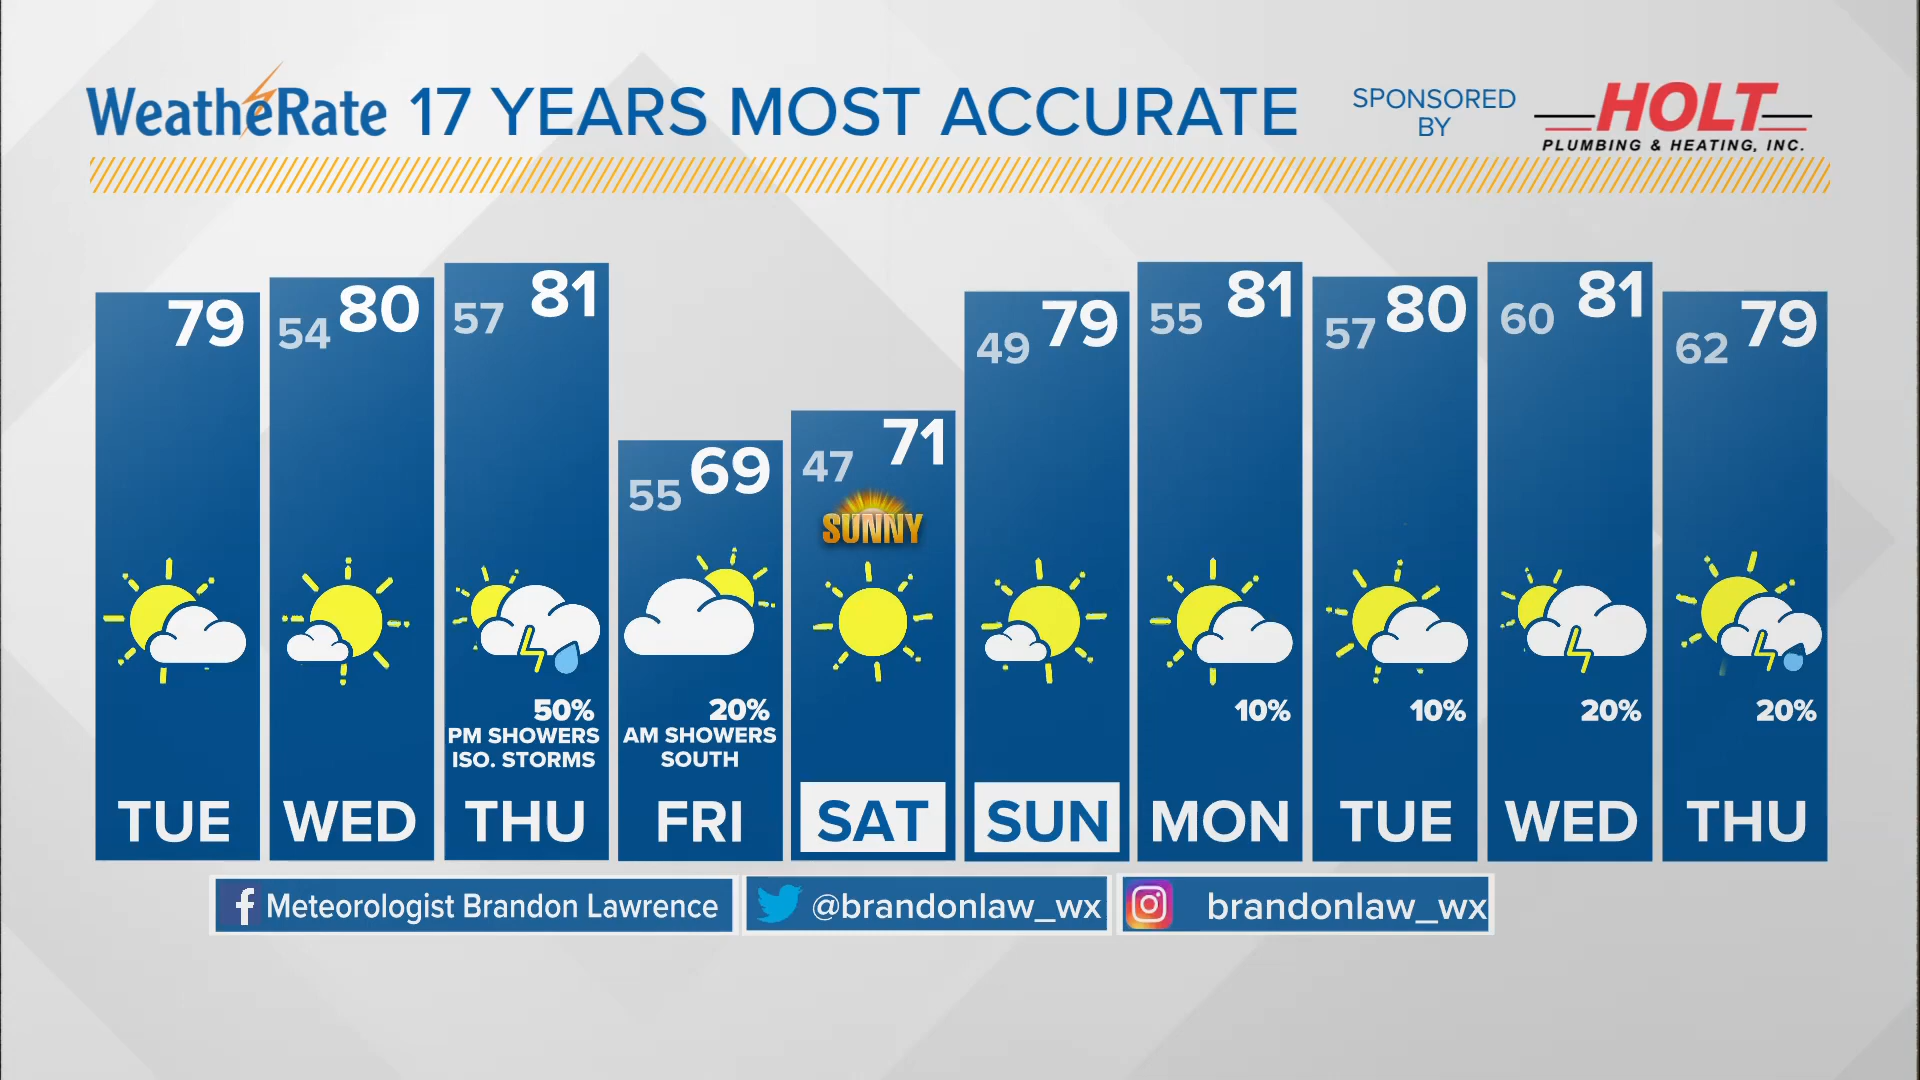 WeatheRate 17 YEARS MOST ACCURATE
SPONSORED
BY
HOLT
PLUMBING & HEATING, INC.
79
54 80
57 81
55 69
47 71
49 79
55 81
57 80
60 81
62 79
SUNNY
50%
PM SHOWERS
ISO. STORMS
20%
AM SHOWERS
SOUTH
10%
10%
20%
20%
TUE WED THU FRI SAT SUN MON TUE WED THU
f Meteorologist Brandon Lawrence
@brandonlaw_wx
brandonlaw_wx